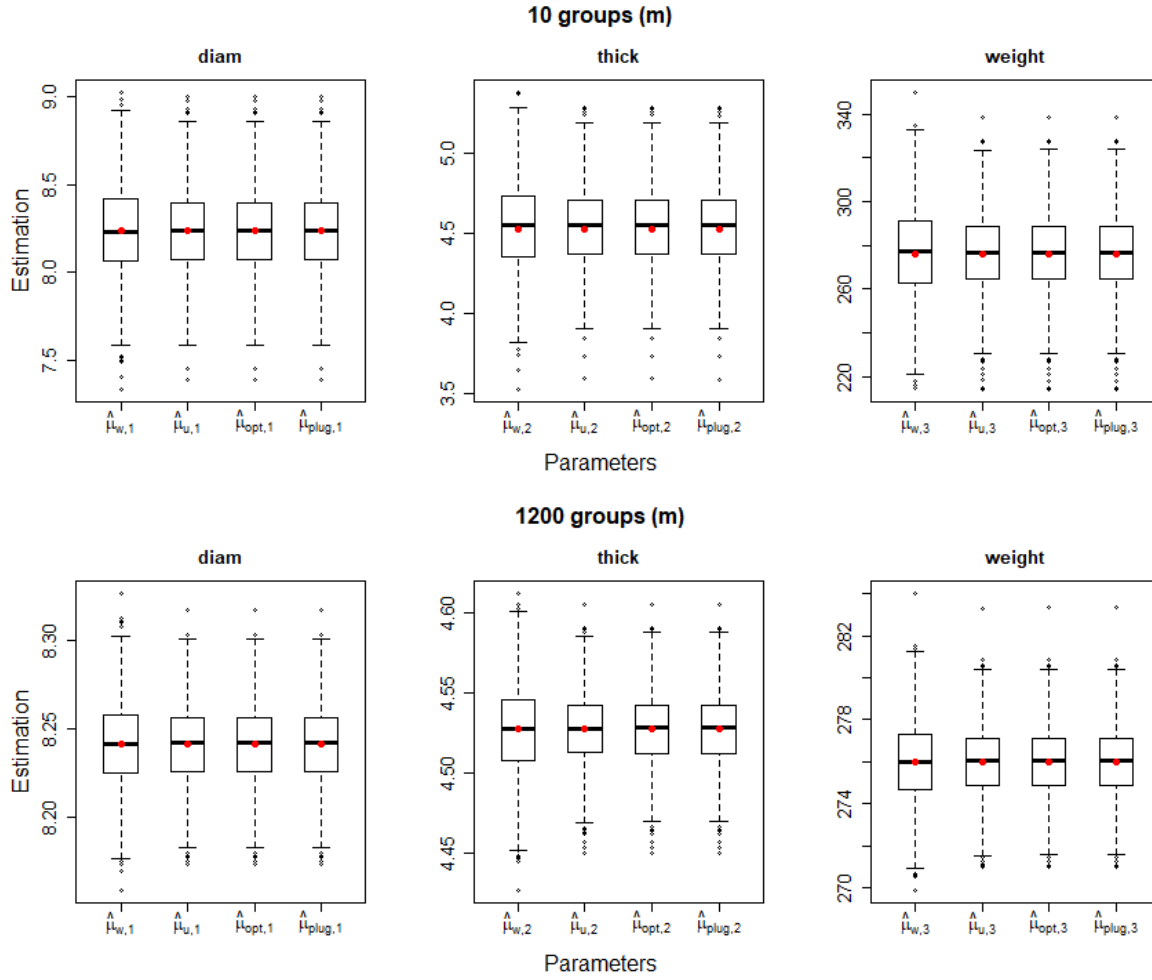 10 groups (m)
diam thick weight
Estimation
9.0
8.5
8.0
7.5
5.0
4.5
4.0
3.5
340
300
260
220
μ̂w,1 μ̂u,1 μ̂opt,1 μ̂plug,1
μ̂w,2 μ̂u,2 μ̂opt,2 μ̂plug,2
μ̂w,3 μ̂u,3 μ̂opt,3 μ̂plug,3
Parameters
1200 groups (m)
diam thick weight
Estimation
8.30
8.25
8.20
4.60
4.55
4.50
4.45
282
278
274
270
μ̂w,1 μ̂u,1 μ̂opt,1 μ̂plug,1
μ̂w,2 μ̂u,2 μ̂opt,2 μ̂plug,2
μ̂w,3 μ̂u,3 μ̂opt,3 μ̂plug,3
Parameters